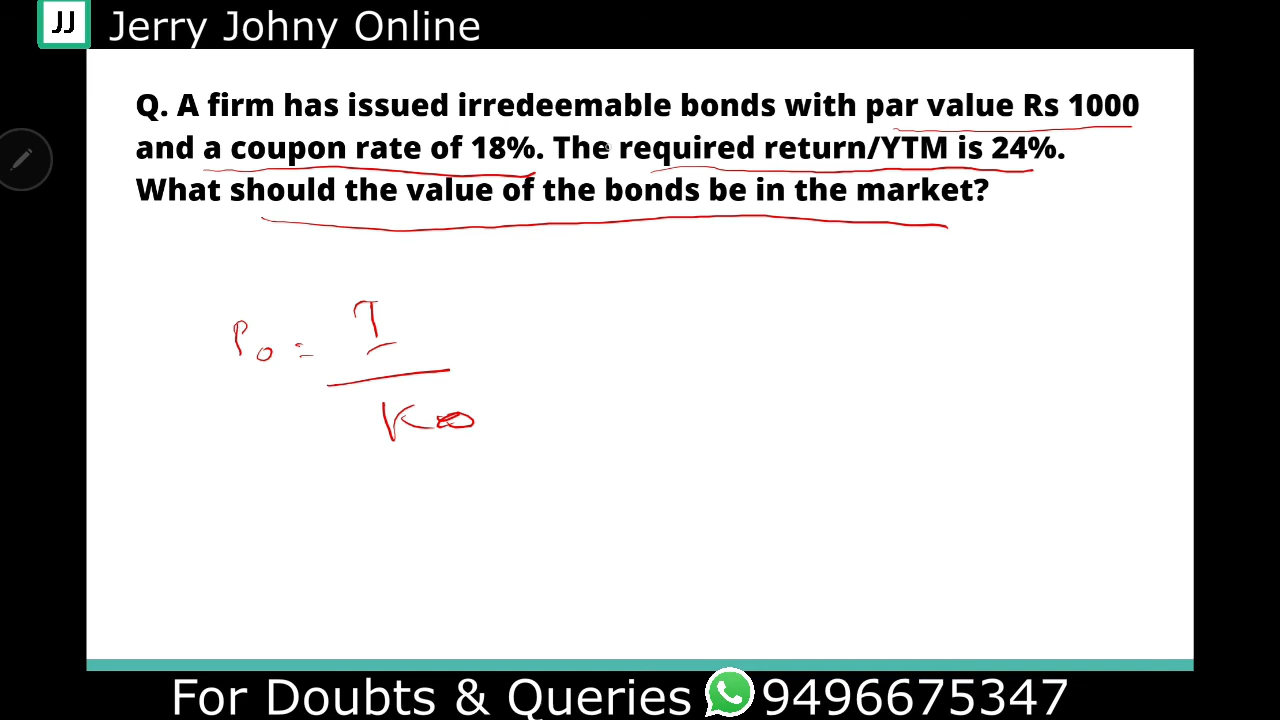 JJ Jerry Johny Online
Q. A firm has issued irredeemable bonds with par value Rs 1000
and a coupon rate of 18%. The required return/YTM is 24%.
What should the value of the bonds be in the market?
P0 = I
K
For Doubts & Queries 9496675347